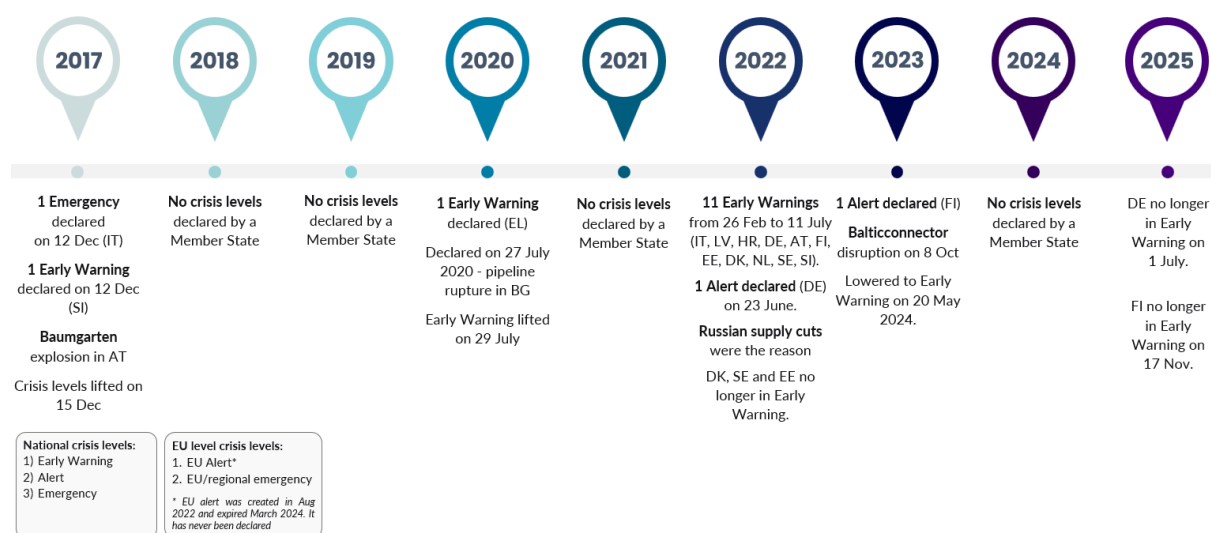 2017
2018
2019
2020
2021
2022
2023
2024
2025
1 Emergency
declared
on 12 Dec (IT)
1 Early Warning
declared on 12 Dec
(SI)
Baumgarten
explosion in AT
Crisis levels lifted on
15 Dec
No crisis levels
declared by a
Member State
No crisis levels
declared by a
Member State
1 Early Warning
declared (EL)
Declared on 27 July
2020 - pipeline
rupture in BG
Early Warning lifted
on 29 July
No crisis levels
declared by a
Member State
11 Early Warnings
from 26 Feb to 11 July
(IT, LV, HR, DE, AT, FI,
EE, DK, NL, SE, SI).
1 Alert declared (DE)
on 23 June.
Russian supply cuts
were the reason
DK, SE and EE no
longer in Early
Warning.
1 Alert declared (FI)
Balticconnector
disruption on 8 Oct
Lowered to Early
Warning on 20 May
2024.
No crisis levels
declared by a
Member State
DE no longer
in Early
Warning on
1 July.
FI no longer
in Early
Warning on
17 Nov.
National crisis levels:
1) Early Warning
2) Alert
3) Emergency
EU level crisis levels:
1. EU Alert*
2. EU/regional emergency
* EU alert was created in Aug
2022 and expired March 2024. It
has never been declared